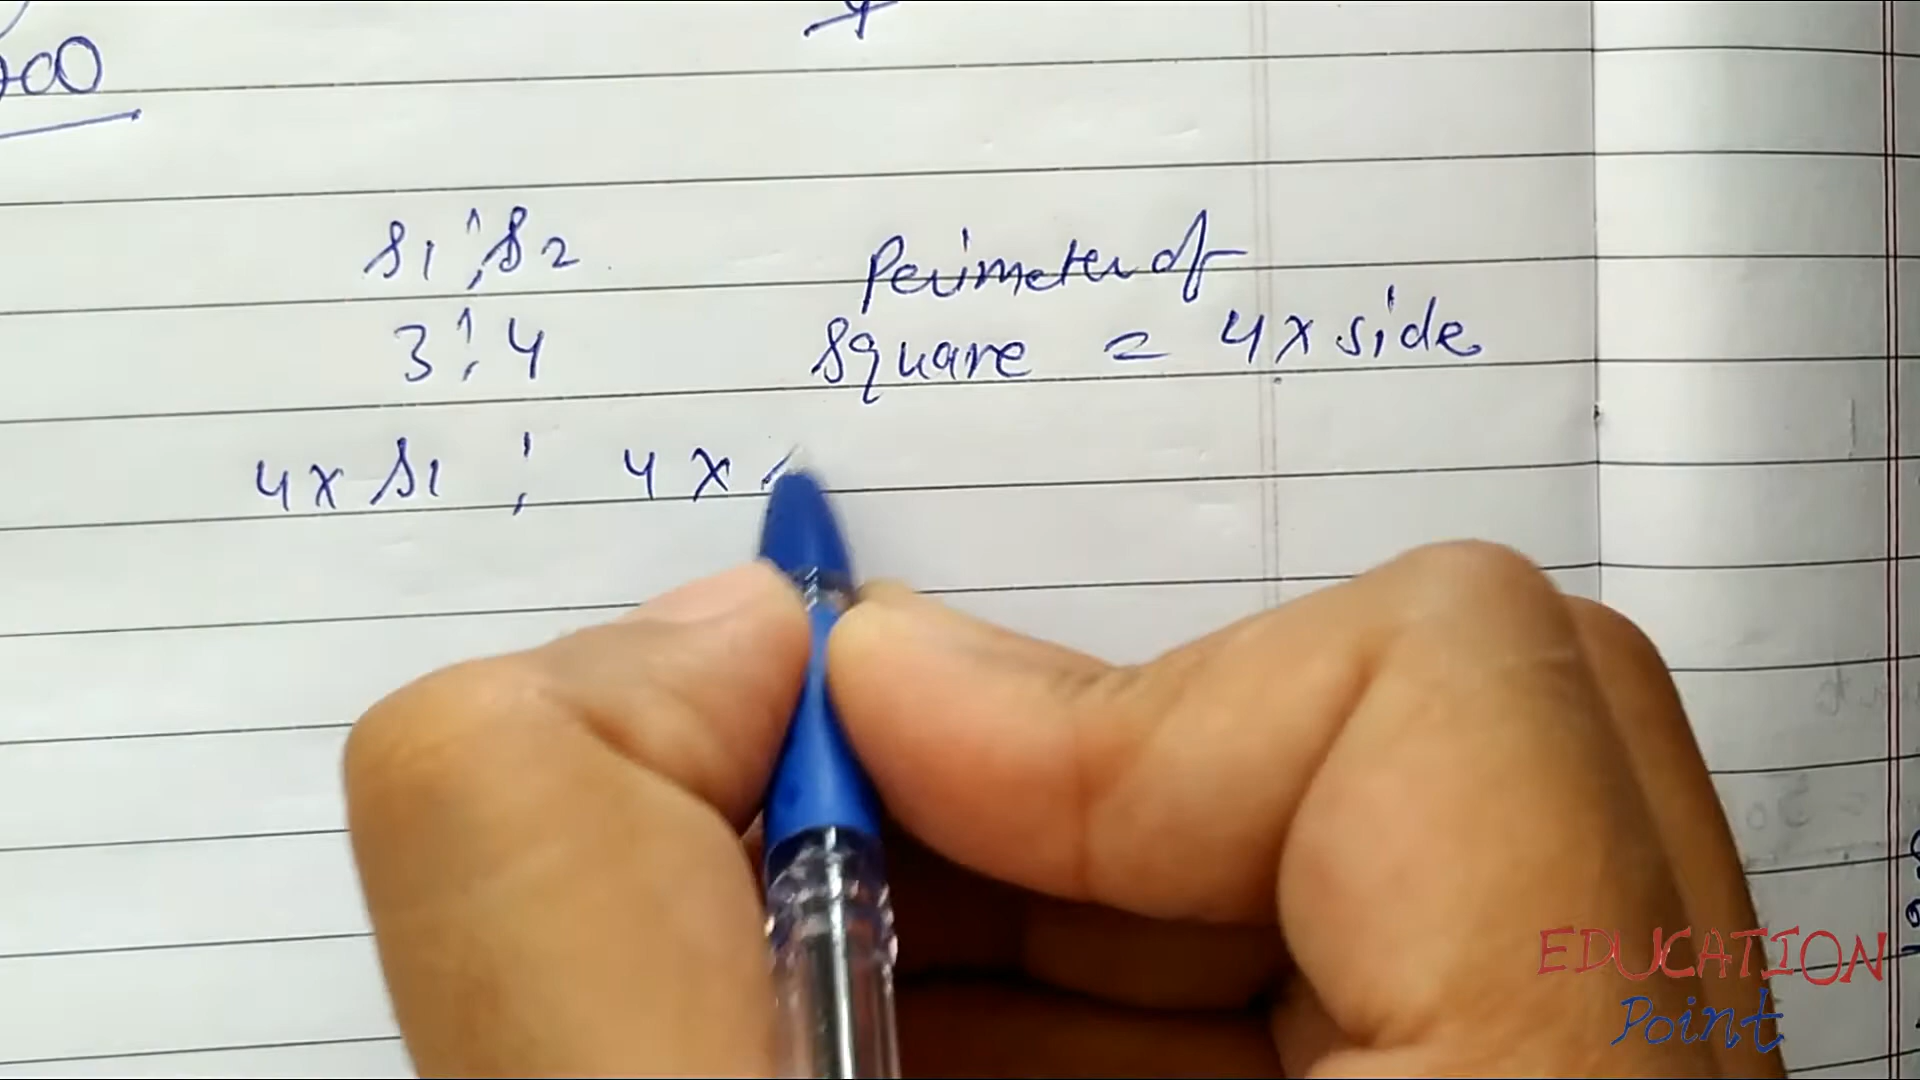 S1 : S2
Perimeter of
3 : 4
Square = 4 x side
4 x S1 : 4 x
EDUCATION
Point